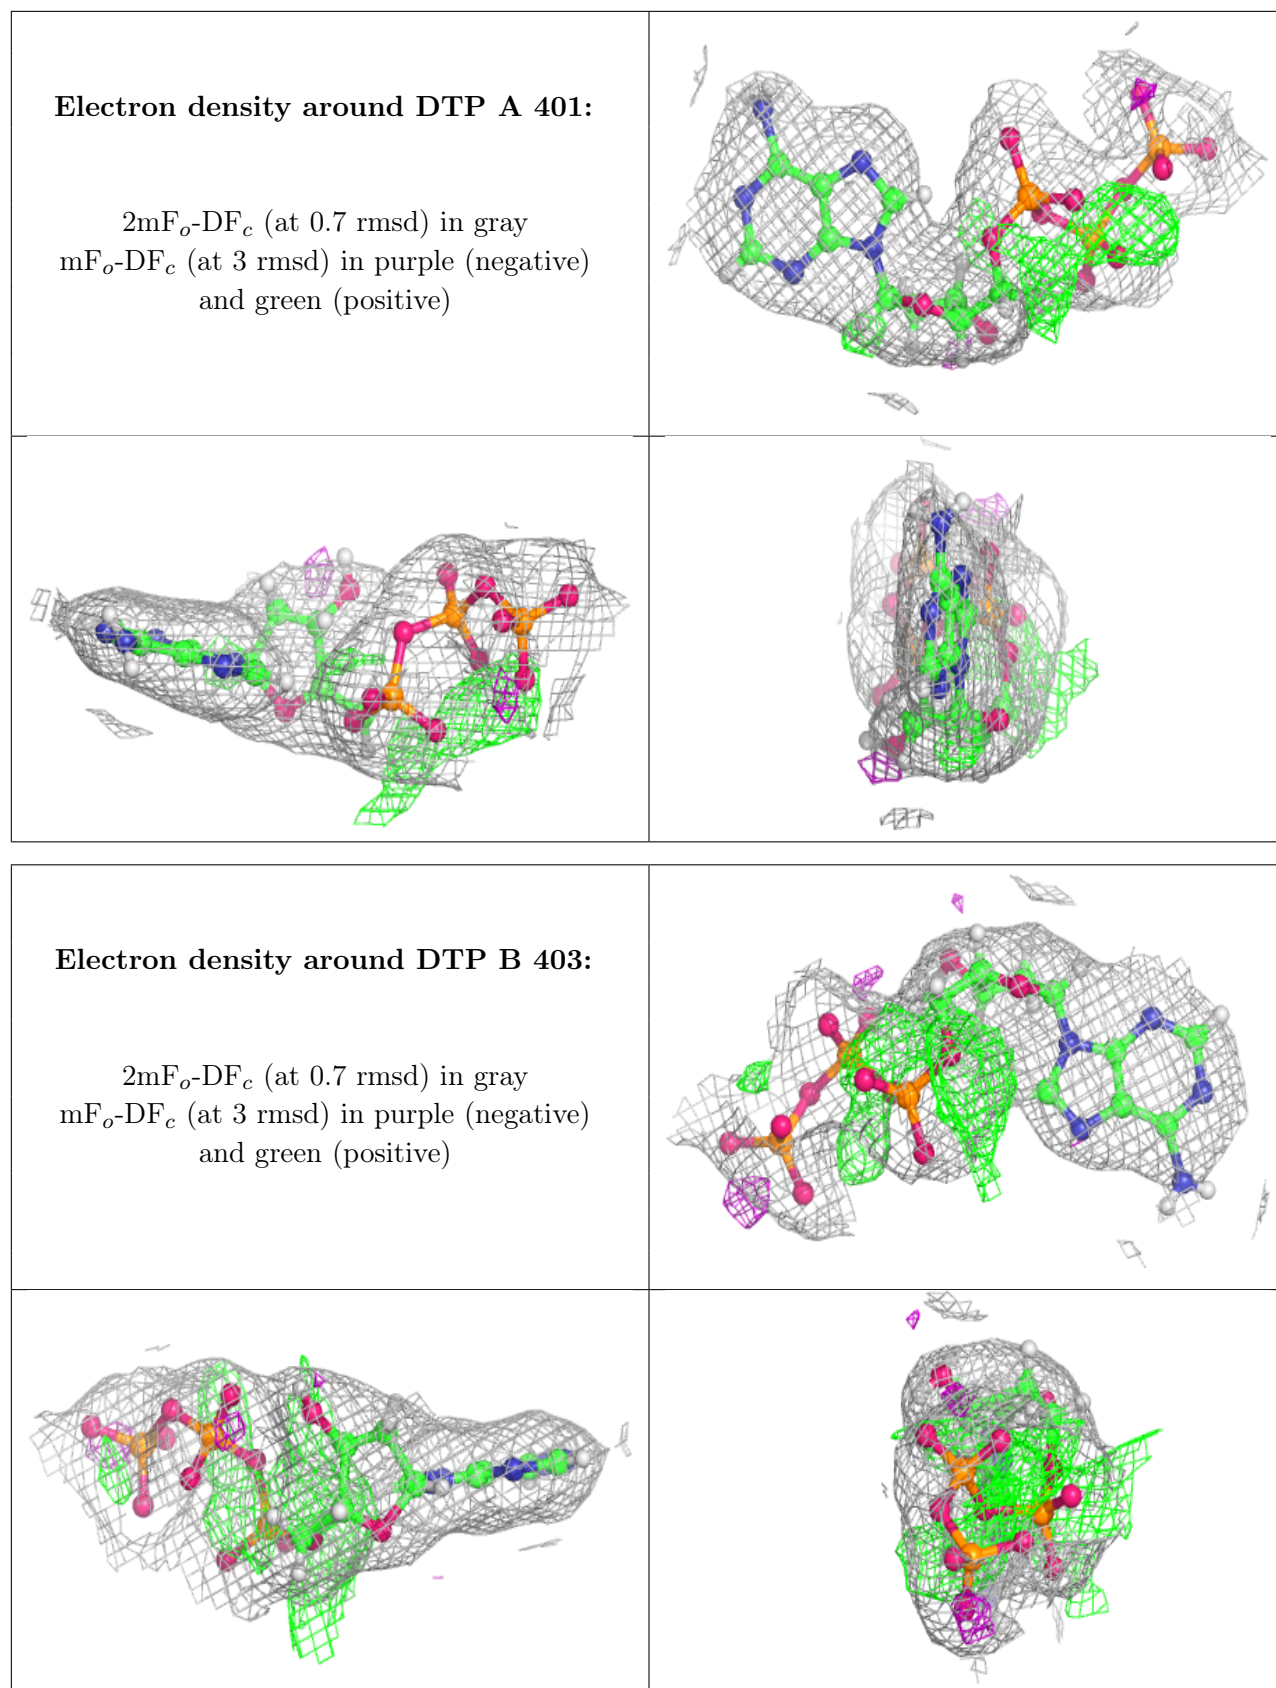 Electron density around DTP A 401:
2mFo-DFc (at 0.7 rmsd) in gray
mFo-DFc (at 3 rmsd) in purple (negative)
and green (positive)
Electron density around DTP B 403:
2mFo-DFc (at 0.7 rmsd) in gray
mFo-DFc (at 3 rmsd) in purple (negative)
and green (positive)